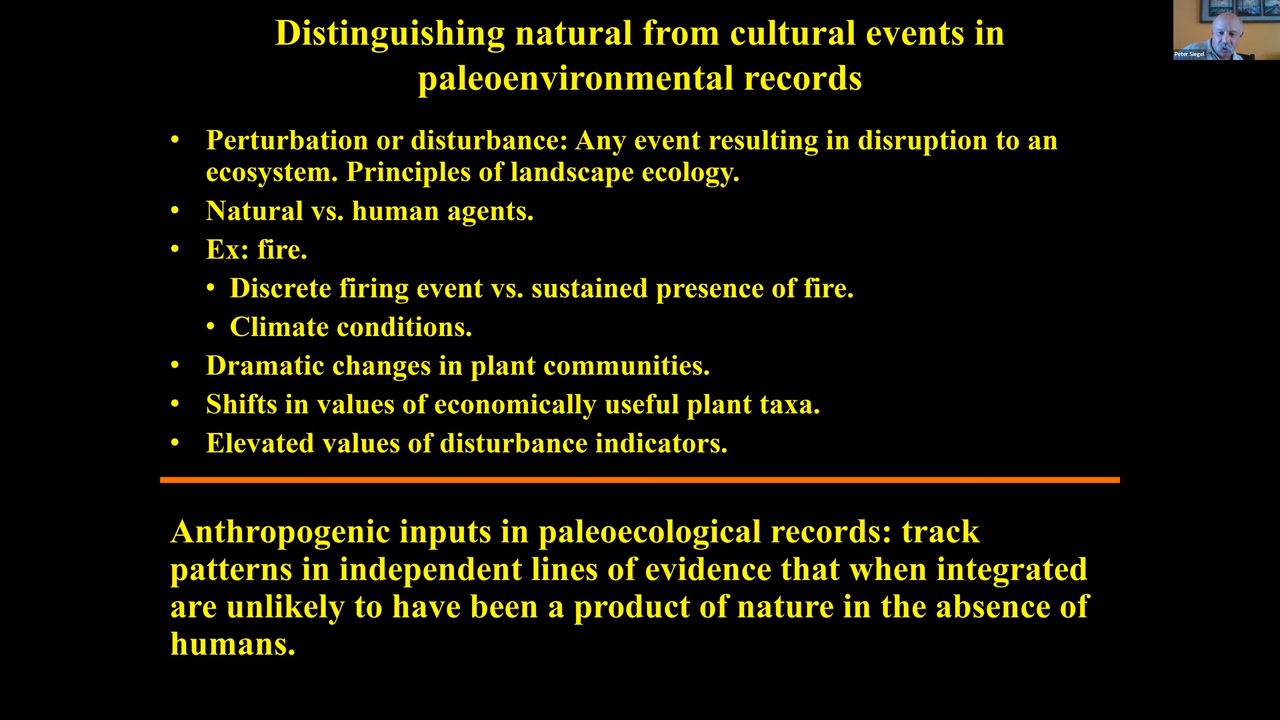 Distinguishing natural from cultural events in
paleoenvironmental records
Peter Siegel
• Perturbation or disturbance: Any event resulting in disruption to an
ecosystem. Principles of landscape ecology.
• Natural vs. human agents.
• Ex: fire.
• Discrete firing event vs. sustained presence of fire.
• Climate conditions.
• Dramatic changes in plant communities.
• Shifts in values of economically useful plant taxa.
• Elevated values of disturbance indicators.
Anthropogenic inputs in paleoecological records: track
patterns in independent lines of evidence that when integrated
are unlikely to have been a product of nature in the absence of
humans.